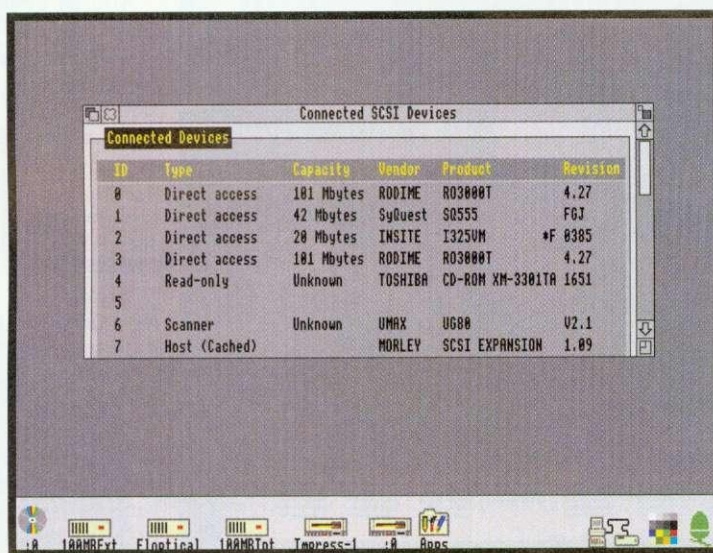 Connected SCSI Devices
Connected Devices
ID Type Capacity Vendor Product Revision
0 Direct access 101 Mbytes RODIME RO3000T 4.27
1 Direct access 42 Mbytes SyQuest SQ555 FGJ
2 Direct access 20 Mbytes INSITE I325VM *F 0385
3 Direct access 101 Mbytes RODIME RO3000T 4.27
4 Read-only Unknown TOSHIBA CD-ROM XM-3301TA 1651
5
6 Scanner Unknown UMAX UG80 V2.1
7 Host (Cached) MORLEY SCSI EXPANSION 1.09
:0 100MBExt Floptical 100MBInt Impress-1 :0 Apps